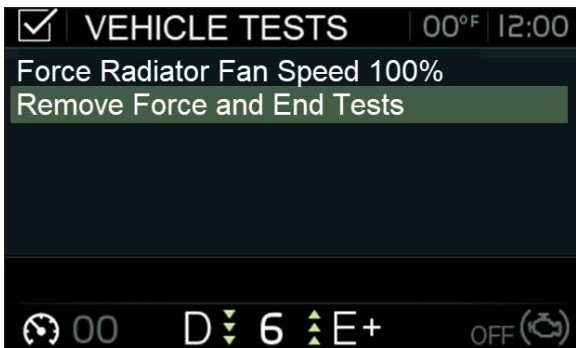 VEHICLE TESTS 00°F 12:00
Force Radiator Fan Speed 100%
Remove Force and End Tests
00 D 6 E+ OFF